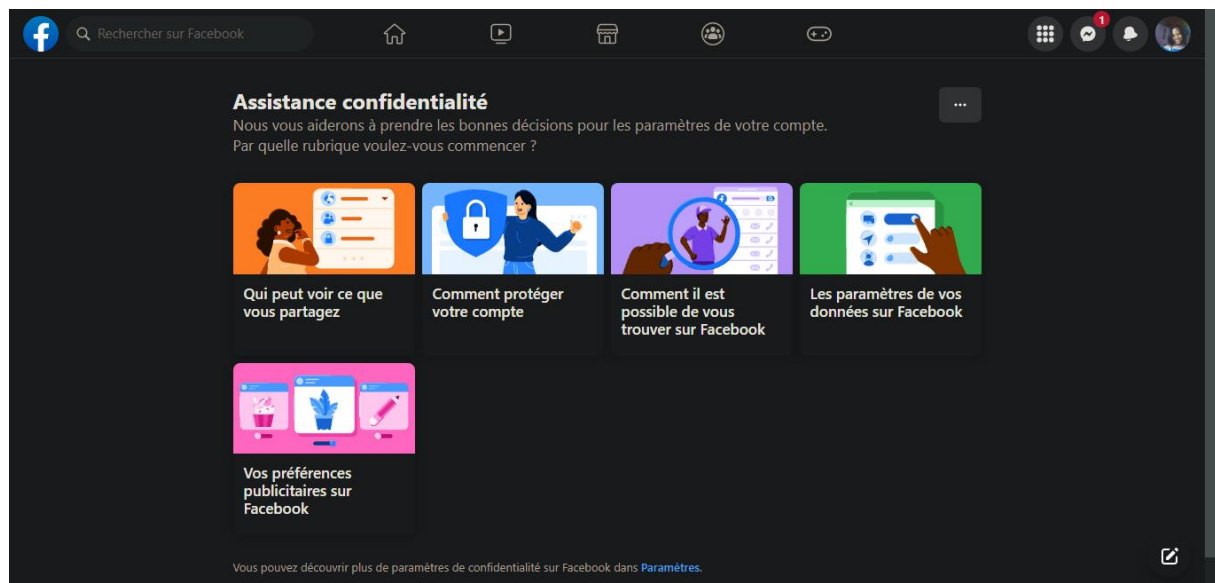 Rechercher sur Facebook
1
Assistance confidentialité
Nous vous aiderons à prendre les bonnes décisions pour les paramètres de votre compte.
Par quelle rubrique voulez-vous commencer ?
Qui peut voir ce que
vous partagez
Comment protéger
votre compte
Comment il est
possible de vous
trouver sur Facebook
Les paramètres de vos
données sur Facebook
Vos préférences
publicitaires sur
Facebook
Vous pouvez découvrir plus de paramètres de confidentialité sur Facebook dans Paramètres.